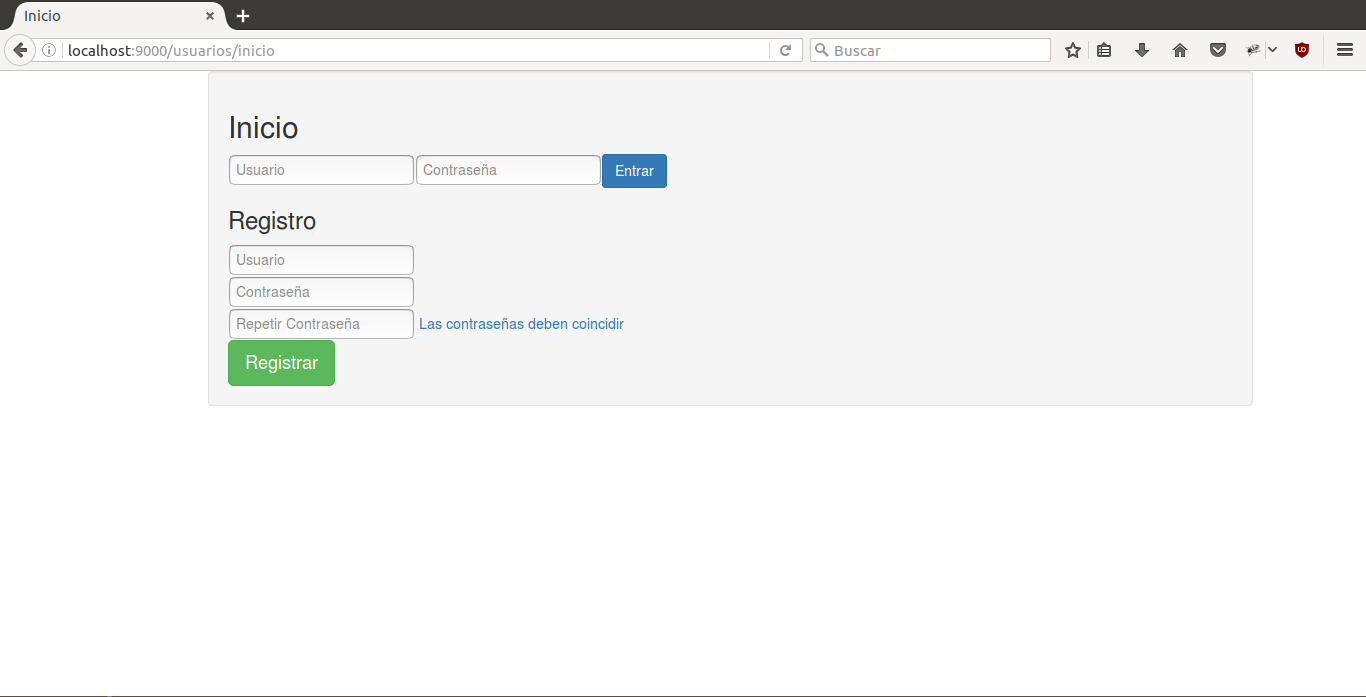 Inicio
localhost:9000/usuarios/inicio
Buscar
Inicio
Usuario Contraseña Entrar
Registro
Usuario
Contraseña
Repetir Contraseña Las contraseñas deben coincidir
Registrar